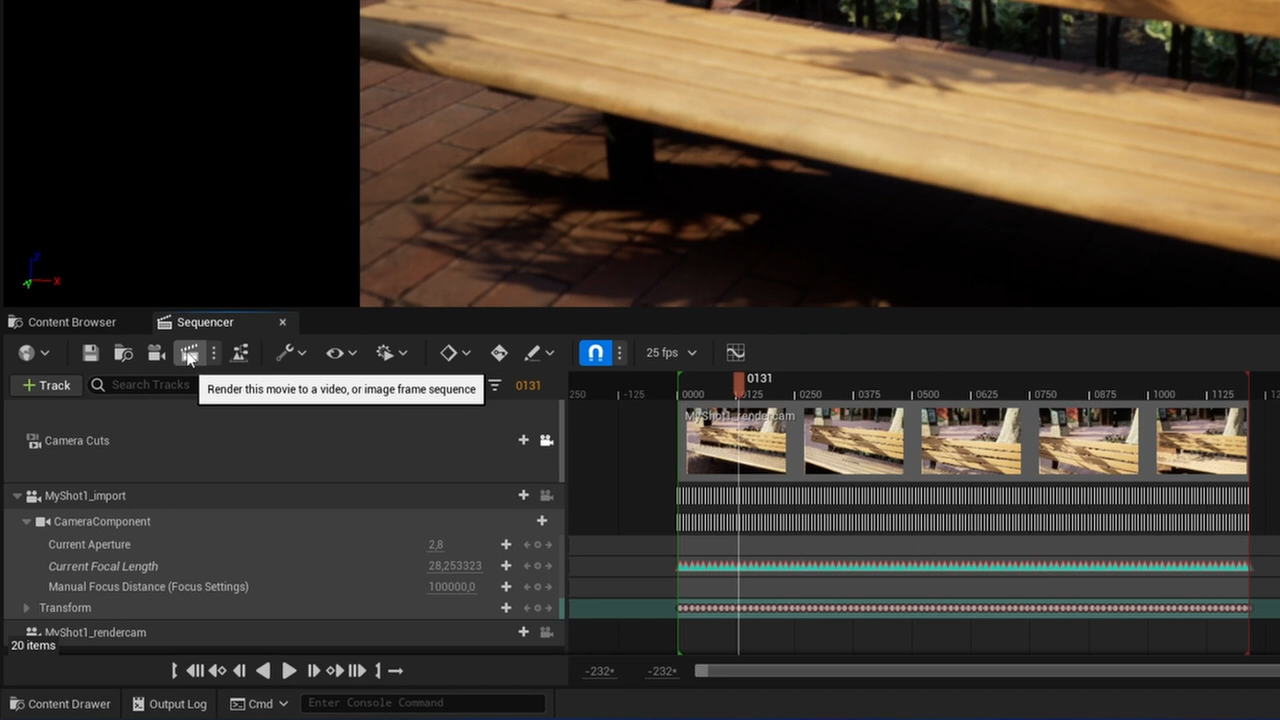 Z
X
Y
Content Browser
Sequencer
25 fps
Track
Search Tracks
Render this movie to a video, or image frame sequence
0131
0131
250 -125 0000 0125 0250 0375 0500 0625 0750 0875 1000 1125 12
Camera Cuts
MyShot1_rendercam
MyShot1_import
CameraComponent
Current Aperture 2,8
Current Focal Length 28,253323
Manual Focus Distance (Focus Settings) 100000,0
Transform
MyShot1_rendercam
20 items
-232* -232*
Content Drawer
Output Log
Cmd
Enter Console Command